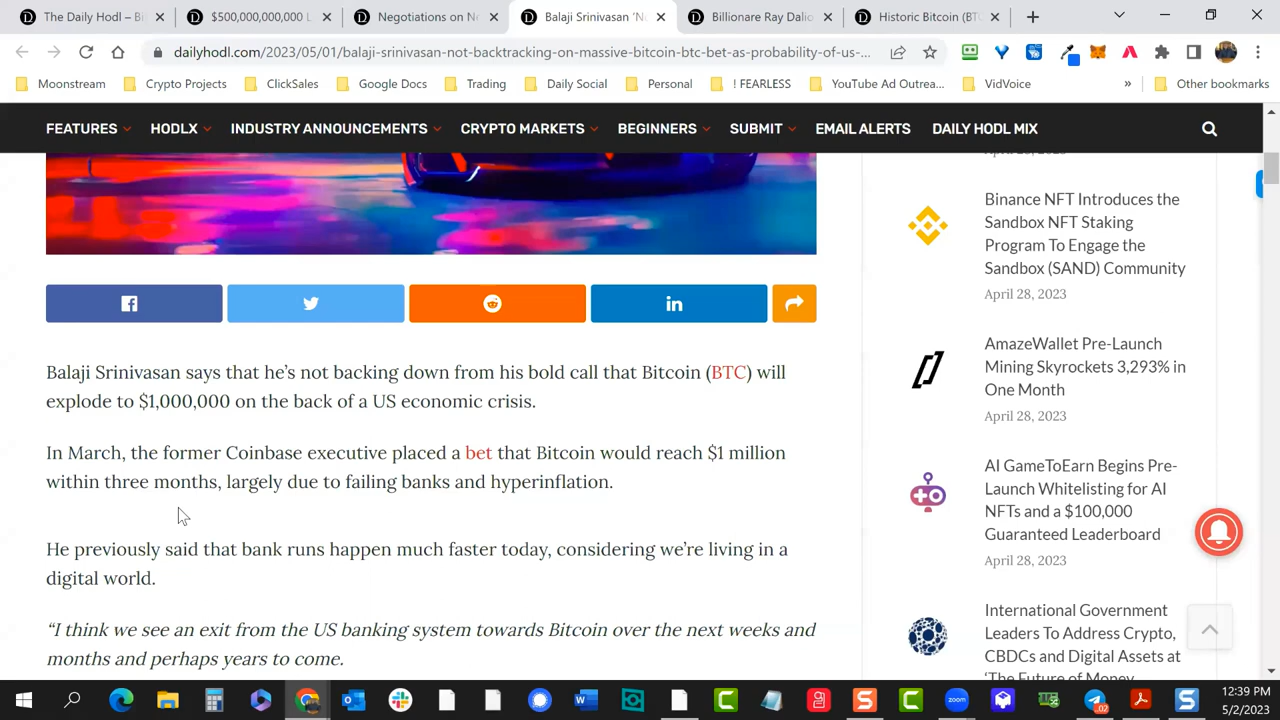 The Daily Hodl – Bi
$500,000,000,000 L
Negotiations on N
Balaji Srinivasan 'N
Billionare Ray Dalio
Historic Bitcoin (BTC
dailyhodl.com/2023/05/01/balaji-srinivasan-not-backtracking-on-massive-bitcoin-btc-bet-as-probability-of-us-...
Moonstream
Crypto Projects
ClickSales
Google Docs
Trading
Daily Social
Personal
! FEARLESS
YouTube Ad Outrea...
VidVoice
»
Other bookmarks
FEATURES
HODLX
INDUSTRY ANNOUNCEMENTS
CRYPTO MARKETS
BEGINNERS
SUBMIT
EMAIL ALERTS
DAILY HODL MIX
Balaji Srinivasan says that he's not backing down from his bold call that Bitcoin (BTC) will
explode to $1,000,000 on the back of a US economic crisis.
In March, the former Coinbase executive placed a bet that Bitcoin would reach $1 million
within three months, largely due to failing banks and hyperinflation.
He previously said that bank runs happen much faster today, considering we're living in a
digital world.
“I think we see an exit from the US banking system towards Bitcoin over the next weeks and
months and perhaps years to come.
Binance NFT Introduces the
Sandbox NFT Staking
Program To Engage the
Sandbox (SAND) Community
April 28, 2023
AmazeWallet Pre-Launch
Mining Skyrockets 3,293% in
One Month
April 28, 2023
AI GameToEarn Begins Pre-
Launch Whitelisting for AI
NFTs and a $100,000
Guaranteed Leaderboard
April 28, 2023
International Government
Leaders To Address Crypto,
CBDCs and Digital Assets at
'The Future of Money
zoom
12:39 PM
5/2/2023